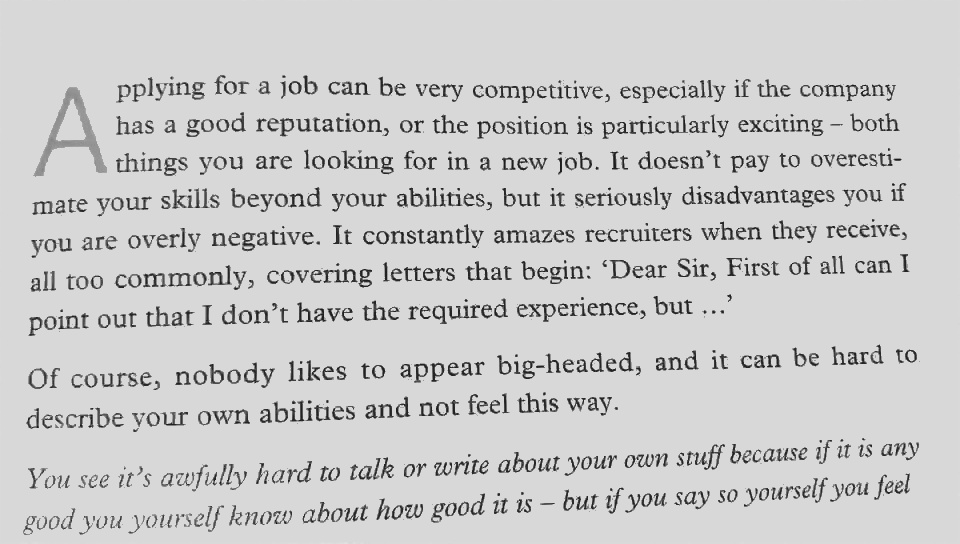 Applying for a job can be very competitive, especially if the company
has a good reputation, or the position is particularly exciting – both
things you are looking for in a new job. It doesn't pay to overesti-
mate your skills beyond your abilities, but it seriously disadvantages you if
you are overly negative. It constantly amazes recruiters when they receive,
all too commonly, covering letters that begin: ‘Dear Sir, First of all can I
point out that I don't have the required experience, but …’
Of course, nobody likes to appear big-headed, and it can be hard to
describe your own abilities and not feel this way.
You see it's awfully hard to talk or write about your own stuff because if it is any
good you yourself know about how good it is – but if you say so yourself you feel